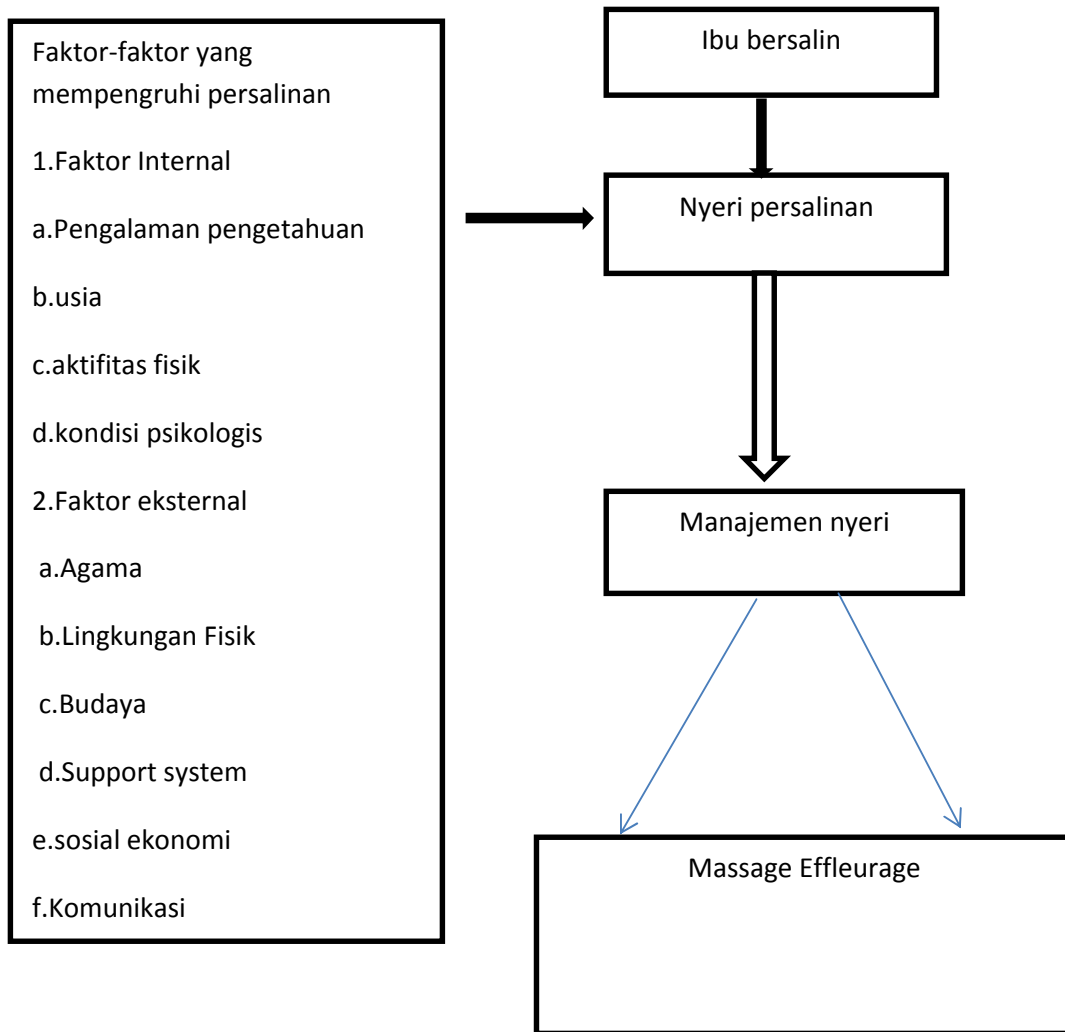 Faktor-faktor yang
mempengruhi persalinan
1.Faktor Internal
a.Pengalaman pengetahuan
b.usia
c.aktifitas fisik
d.kondisi psikologis
2.Faktor eksternal
a.Agama
b.Lingkungan Fisik
c.Budaya
d.Support system
e.sosial ekonomi
f.Komunikasi
Ibu bersalin
Nyeri persalinan
Manajemen nyeri
Massage Effleurage